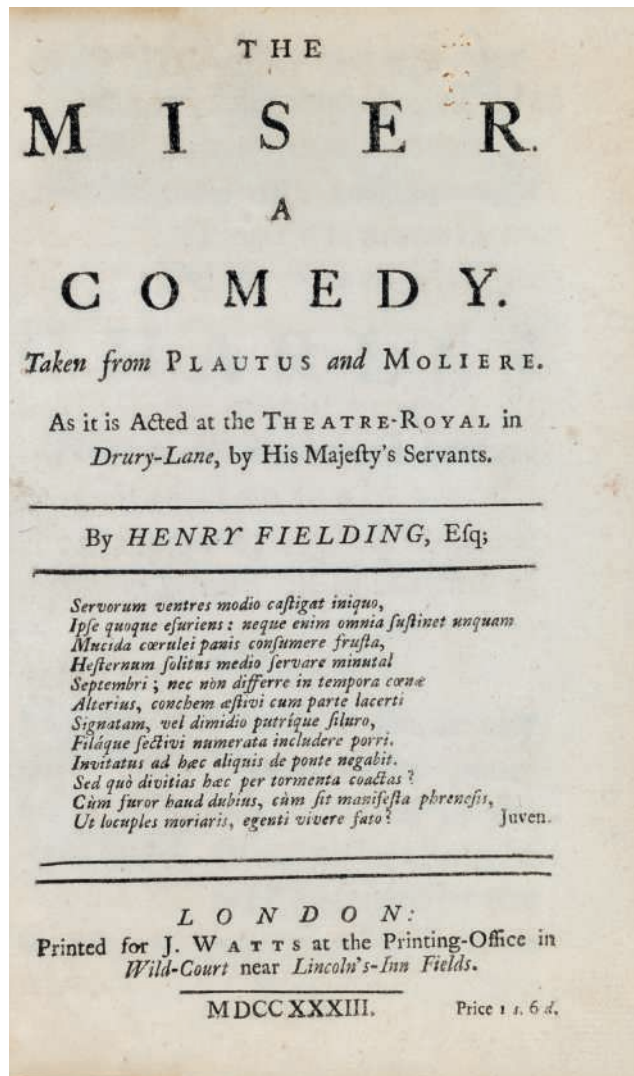 THE
MISER.
A
COMEDY.
Taken from PLAUTUS and MOLIERE.
As it is Acted at the THEATRE-ROYAL in
Drury-Lane, by His Majeſty's Servants.
By HENRY FIELDING, Eſq;
Servorum ventres modio caſtigat iniquo,
Ipſe quoque eſuriens: neque enim omnia ſuſtinet unquam
Mucida cœrulei panis conſumere fruſta,
Heſternum ſolitus medio ſervare minutal
Septembri; nec non differre in tempora cœnæ
Alterius, conchem æſtivi cum parte lacerti
Signatam, vel dimidio putríque ſiluro,
Filáque ſectivi numerata includere porri.
Invitatus ad hæc aliquis de ponte negabit.
Sed quò divitias hæc per tormenta coactas?
Cùm furor haud dubius, cùm ſit manifeſta phreneſis,
Ut locuples moriaris, egenti vivere fato? Juven.
LONDON:
Printed for J. WATTS at the Printing-Office in
Wild-Court near Lincoln's-Inn Fields.
MDCCXXXIII. Price 1 s. 6 d.